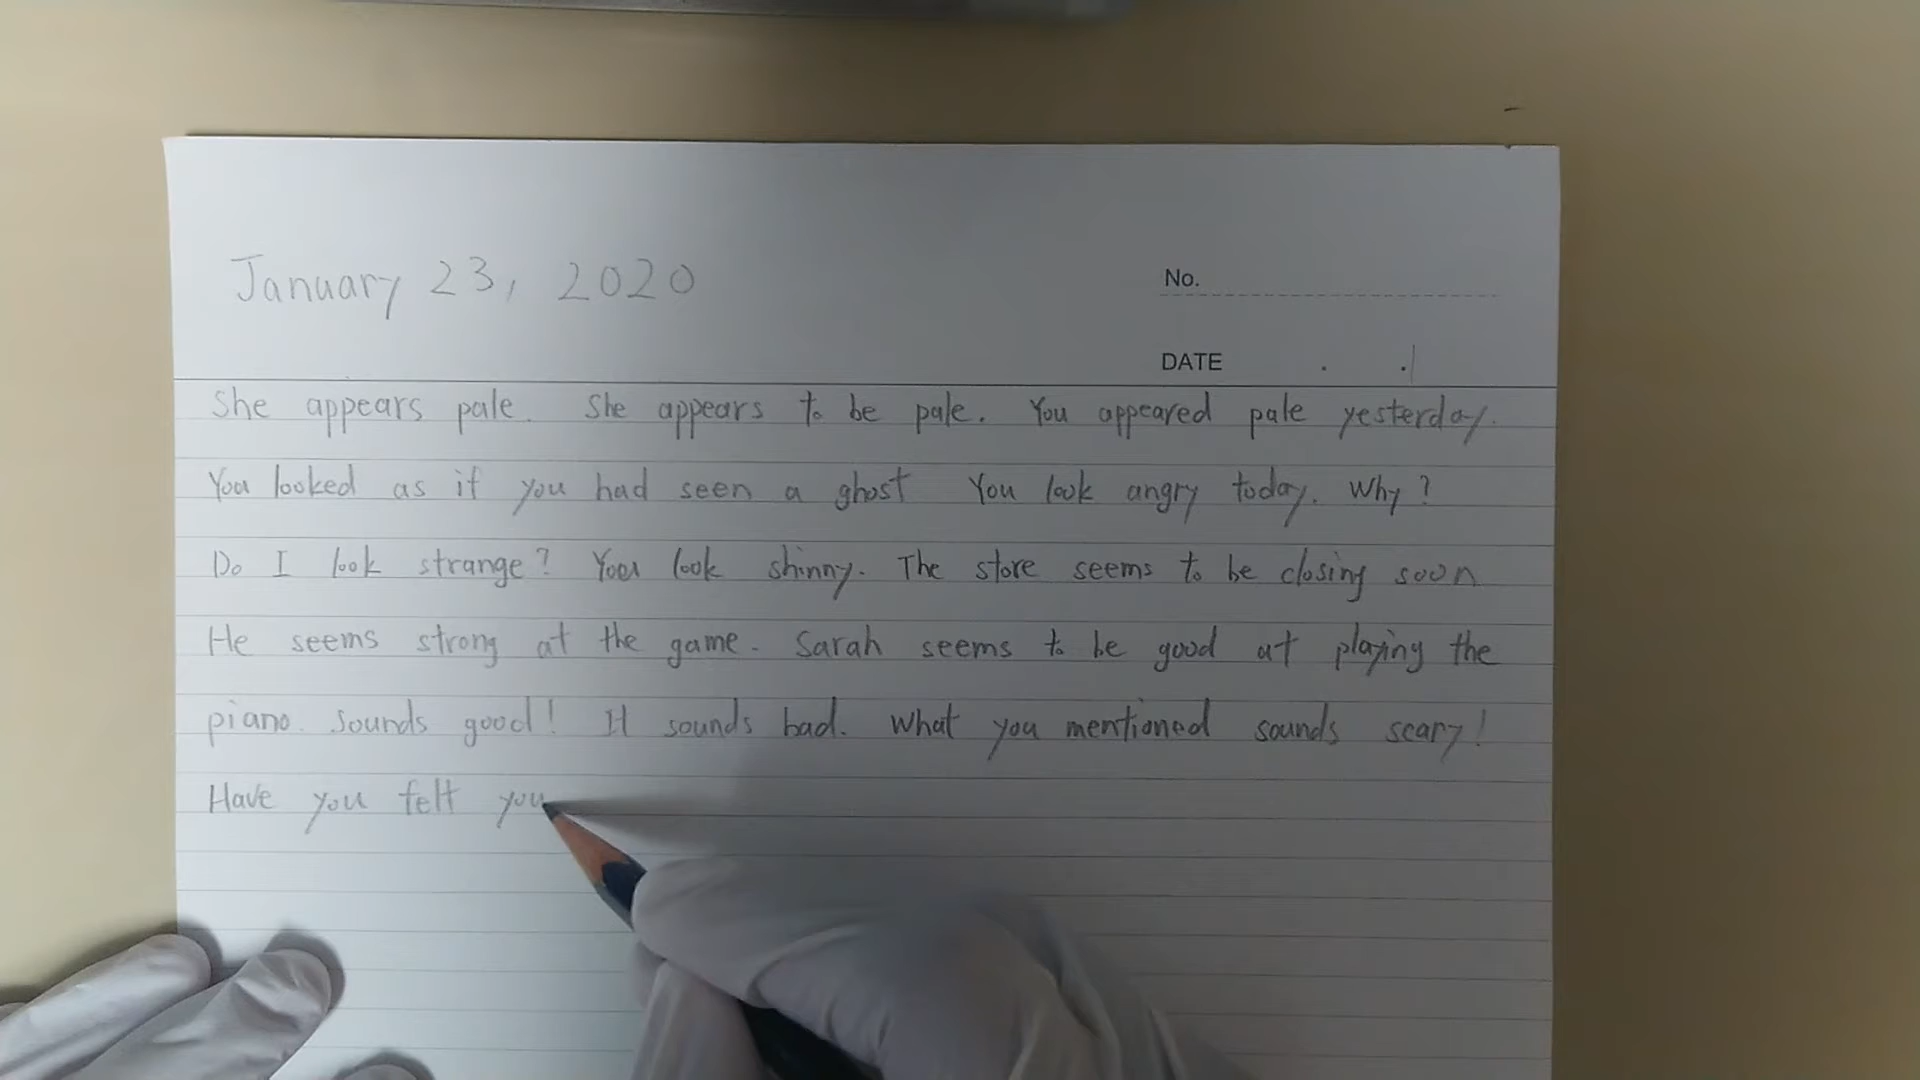 January 23, 2020
No.
DATE . .
She appears pale. She appears to be pale. You appeared pale yesterday.
You looked as if you had seen a ghost You look angry today. Why?
Do I look strange? You look shinny. The store seems to be closing soon
He seems strong at the game. Sarah seems to be good at playing the
piano. Sounds good! It sounds bad. What you mentioned sounds scary!
Have you felt you